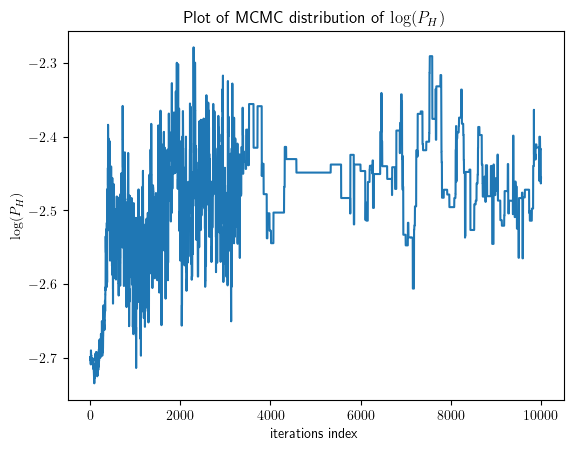 Plot of MCMC distribution of log(P_H)
log(P_H)
−2.3
−2.4
−2.5
−2.6
−2.7
0 2000 4000 6000 8000 10000
iterations index